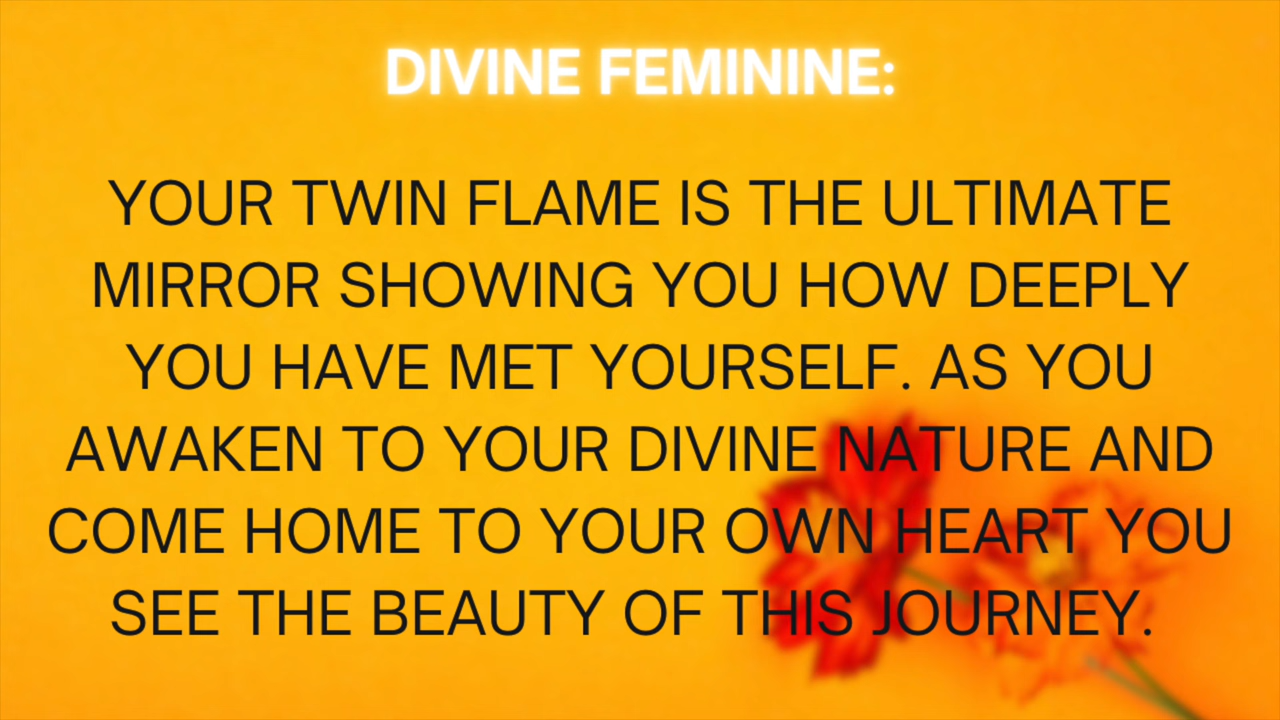 DIVINE FEMININE:
YOUR TWIN FLAME IS THE ULTIMATE
MIRROR SHOWING YOU HOW DEEPLY
YOU HAVE MET YOURSELF. AS YOU
AWAKEN TO YOUR DIVINE NATURE AND
COME HOME TO YOUR OWN HEART YOU
SEE THE BEAUTY OF THIS JOURNEY.